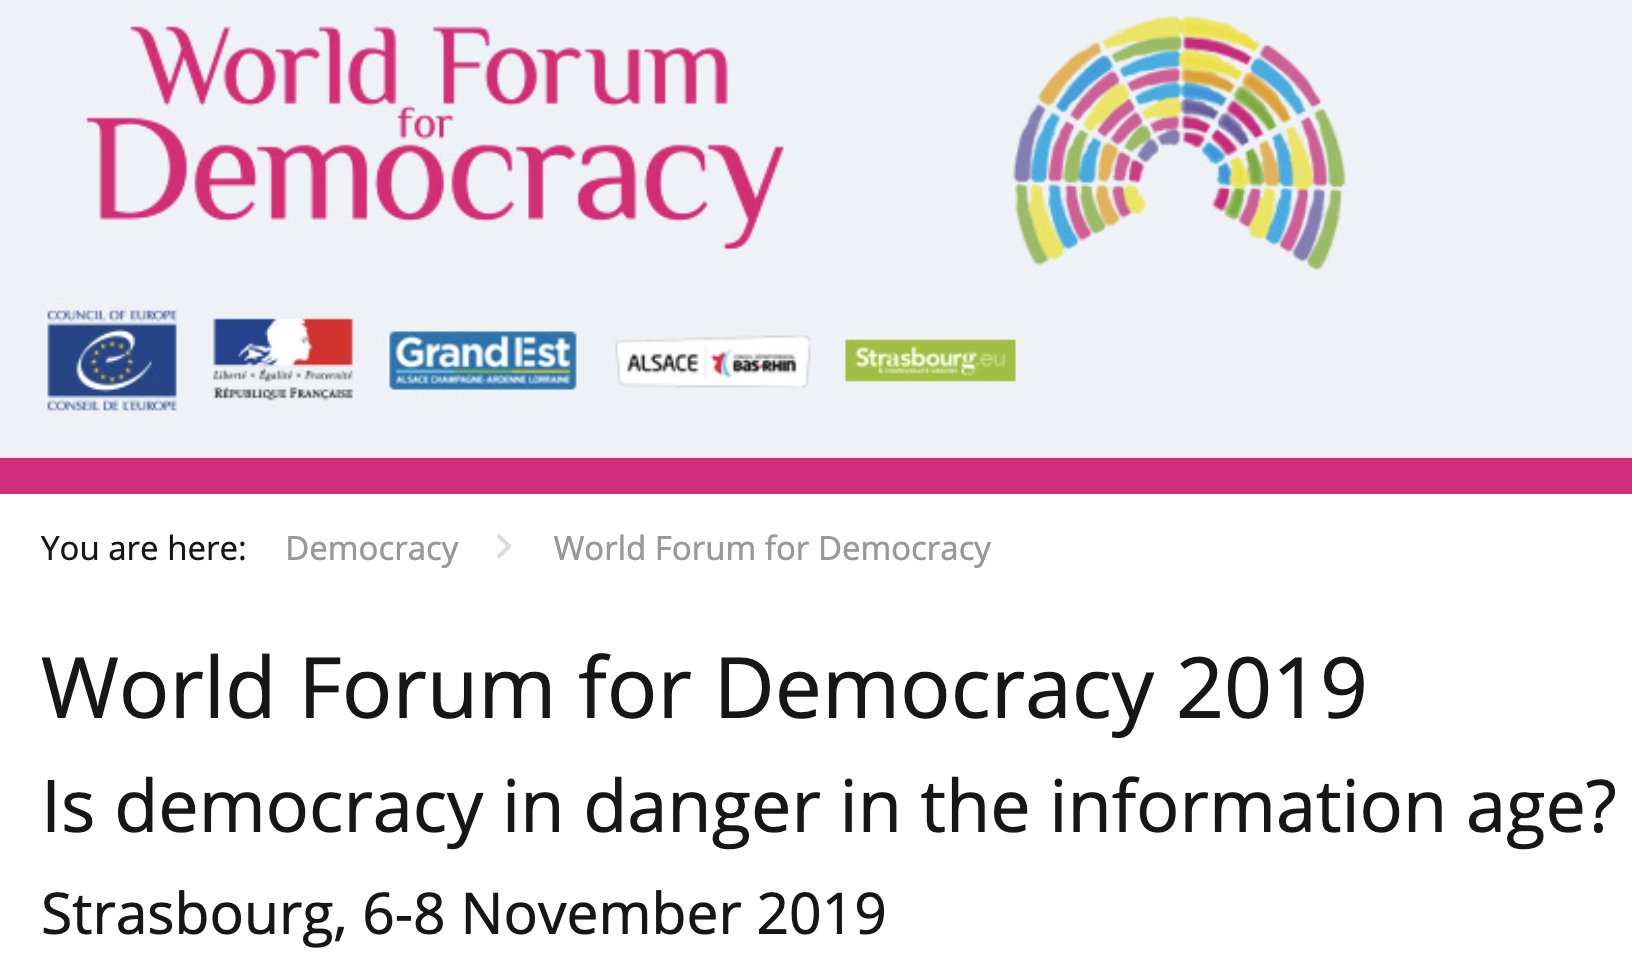 World Forum
for
Democracy
COUNCIL OF EUROPE
CONSEIL DE L'EUROPE
Liberté • Égalité • Fraternité
RÉPUBLIQUE FRANÇAISE
Grand Est
ALSACE CHAMPAGNE-ARDENNE LORRAINE
ALSACE
BAS-RHIN
Strasbourg.eu
You are here: Democracy > World Forum for Democracy
World Forum for Democracy 2019
Is democracy in danger in the information age?
Strasbourg, 6-8 November 2019